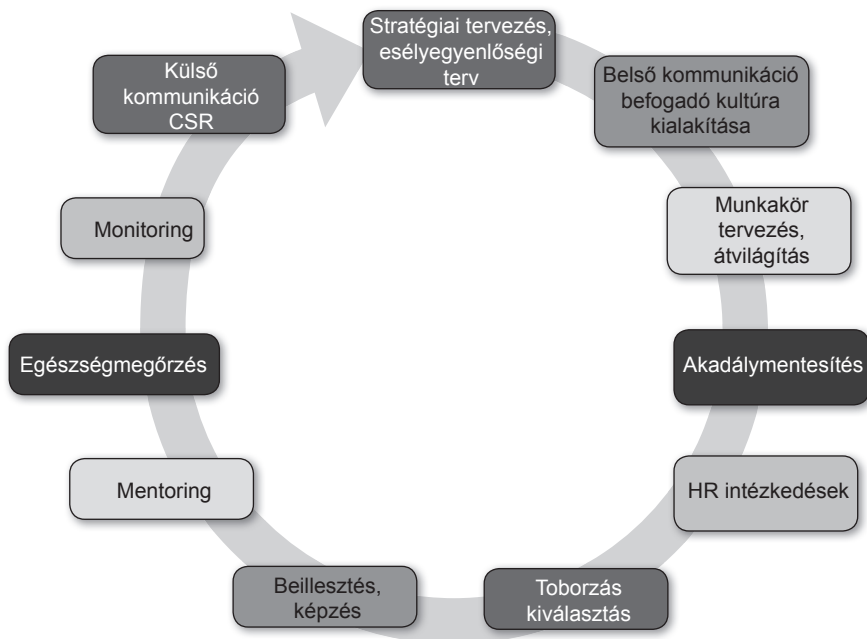 Stratégiai tervezés,
esélyegyenlőségi
terv
Belső kommunikáció
befogadó kultúra
kialakítása
Munkakör
tervezés,
átvilágítás
Akadálymentesítés
HR intézkedések
Toborzás
kiválasztás
Beillesztés,
képzés
Mentoring
Egészségmegőrzés
Monitoring
Külső
kommunikáció
CSR